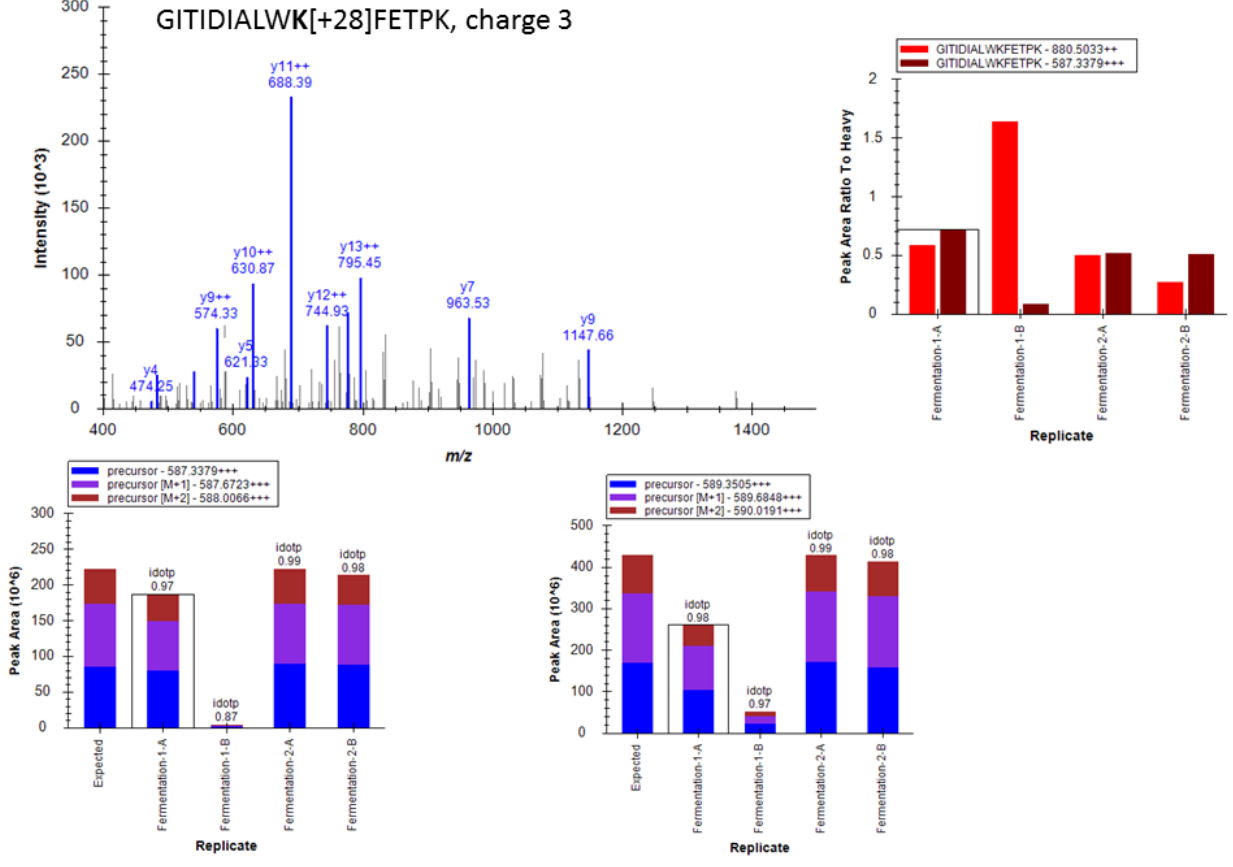 GITIDIALWK[+28]FETPK, charge 3
300
250
200
150
100
50
0
Intensity (10^3)
y11++
688.39
y10++
630.87
y13++
795.45
y9++
574.33
y12++
744.93
y7
963.53
y5
621.33
y9
1147.66
y4
474.25
400
600
800
1000
1200
1400
m/z
GITIDIALWKFETPK - 880.5033++
GITIDIALWKFETPK - 587.3379+++
2
1.5
1
0.5
0
Peak Area Ratio To Heavy
Fermentation-1-A
Fermentation-1-B
Fermentation-2-A
Fermentation-2-B
Replicate
precursor - 587.3379+++
precursor [M+1] - 587.6723+++
precursor [M+2] - 588.0066+++
300
250
200
150
100
50
0
Peak Area (10^6)
idotp
0.97
idotp
0.87
idotp
0.99
idotp
0.98
Expected
Fermentation-1-A
Fermentation-1-B
Fermentation-2-A
Fermentation-2-B
Replicate
precursor - 589.3505+++
precursor [M+1] - 589.6848+++
precursor [M+2] - 590.0191+++
500
400
300
200
100
0
Peak Area (10^6)
idotp
0.98
idotp
0.97
idotp
0.99
idotp
0.98
Expected
Fermentation-1-A
Fermentation-1-B
Fermentation-2-A
Fermentation-2-B
Replicate